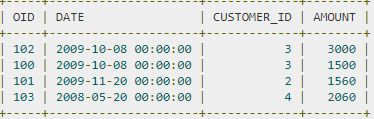 +-----+---------------------+-------------+--------+
| OID | DATE                | CUSTOMER_ID | AMOUNT |
+-----+---------------------+-------------+--------+
| 102 | 2009-10-08 00:00:00 |           3 |   3000 |
| 100 | 2009-10-08 00:00:00 |           3 |   1500 |
| 101 | 2009-11-20 00:00:00 |           2 |   1560 |
| 103 | 2008-05-20 00:00:00 |           4 |   2060 |
+-----+---------------------+-------------+--------+